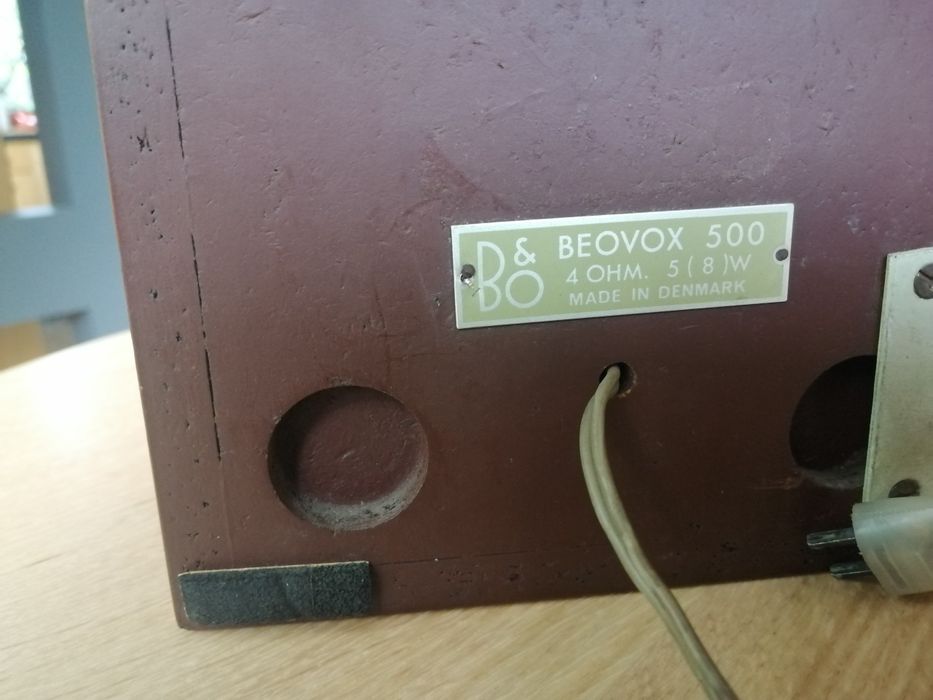 B&O
BEOVOX 500
4 OHM. 5 ( 8 )W
MADE IN DENMARK